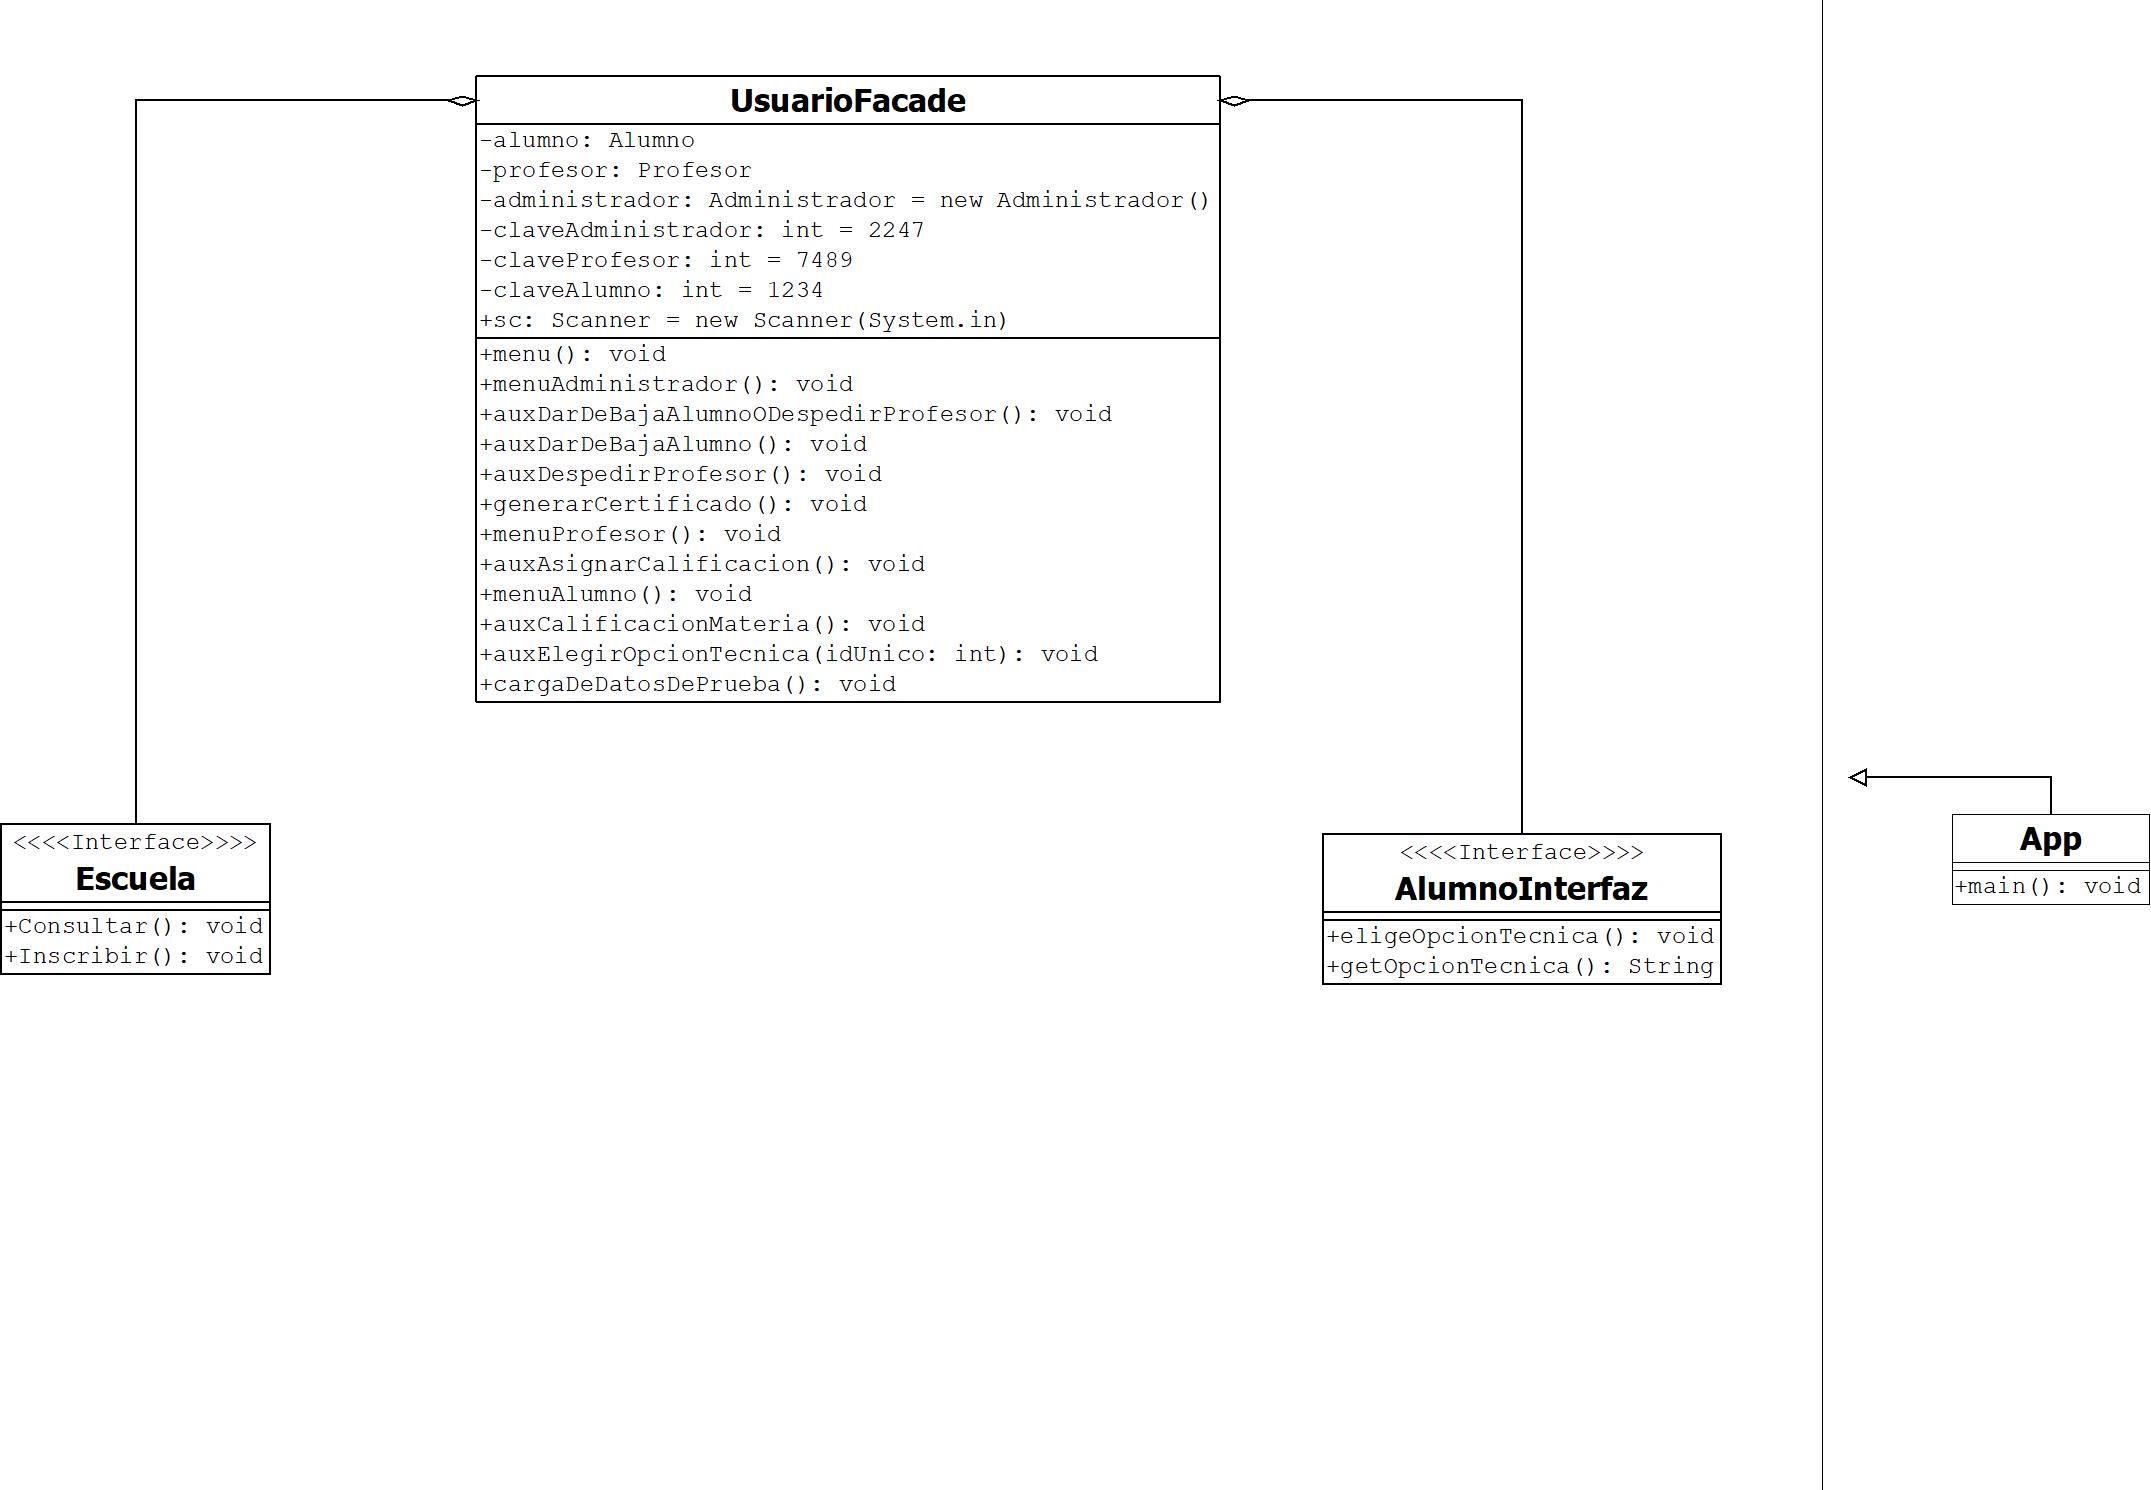 UsuarioFacade
-alumno: Alumno
-profesor: Profesor
-administrador: Administrador = new Administrador()
-claveAdministrador: int = 2247
-claveProfesor: int = 7489
-claveAlumno: int = 1234
+sc: Scanner = new Scanner(System.in)
+menu(): void
+menuAdministrador(): void
+auxDarDeBajaAlumnoODespedirProfesor(): void
+auxDarDeBajaAlumno(): void
+auxDespedirProfesor(): void
+generarCertificado(): void
+menuProfesor(): void
+auxAsignarCalificacion(): void
+menuAlumno(): void
+auxCalificacionMateria(): void
+auxElegirOpcionTecnica(idUnico: int): void
+cargaDeDatosDePrueba(): void
<<<<Interface>>>>
Escuela
+Consultar(): void
+Inscribir(): void
<<<<Interface>>>>
AlumnoInterfaz
+eligeOpcionTecnica(): void
+getOpcionTecnica(): String
App
+main(): void